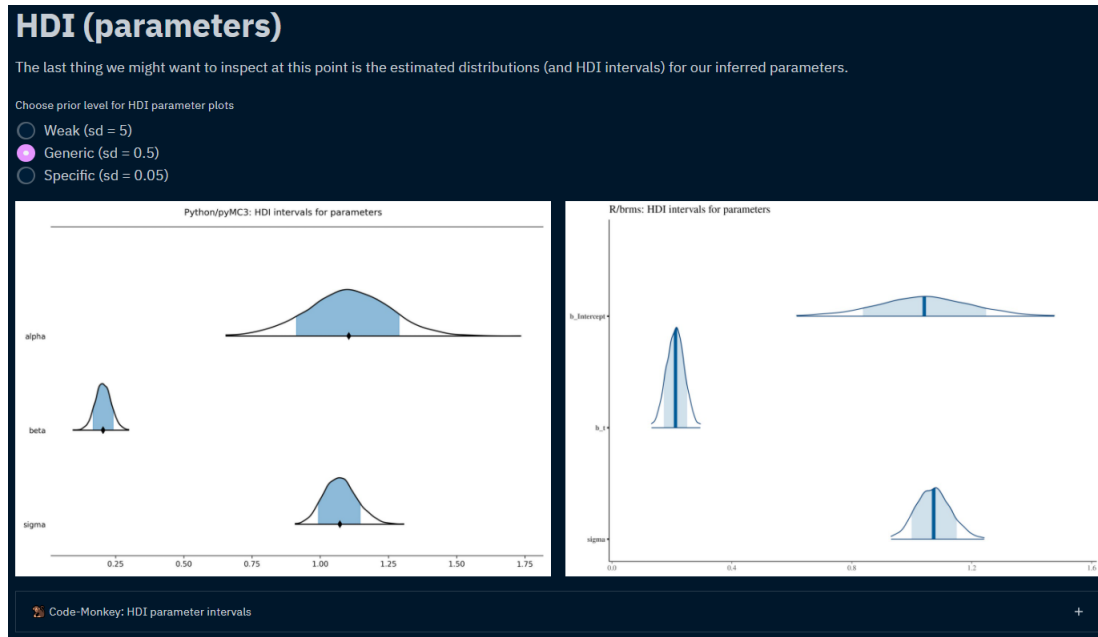 HDI (parameters)
The last thing we might want to inspect at this point is the estimated distributions (and HDI intervals) for our inferred parameters.
Choose prior level for HDI parameter plots
Weak (sd = 5)
Generic (sd = 0.5)
Specific (sd = 0.05)
Python/pyMC3: HDI intervals for parameters
alpha
beta
sigma
0.25 0.50 0.75 1.00 1.25 1.50 1.75
R/brms: HDI intervals for parameters
b_Intercept
b_t
sigma
0.0 0.4 0.8 1.2 1.6
Code-Monkey: HDI parameter intervals
+